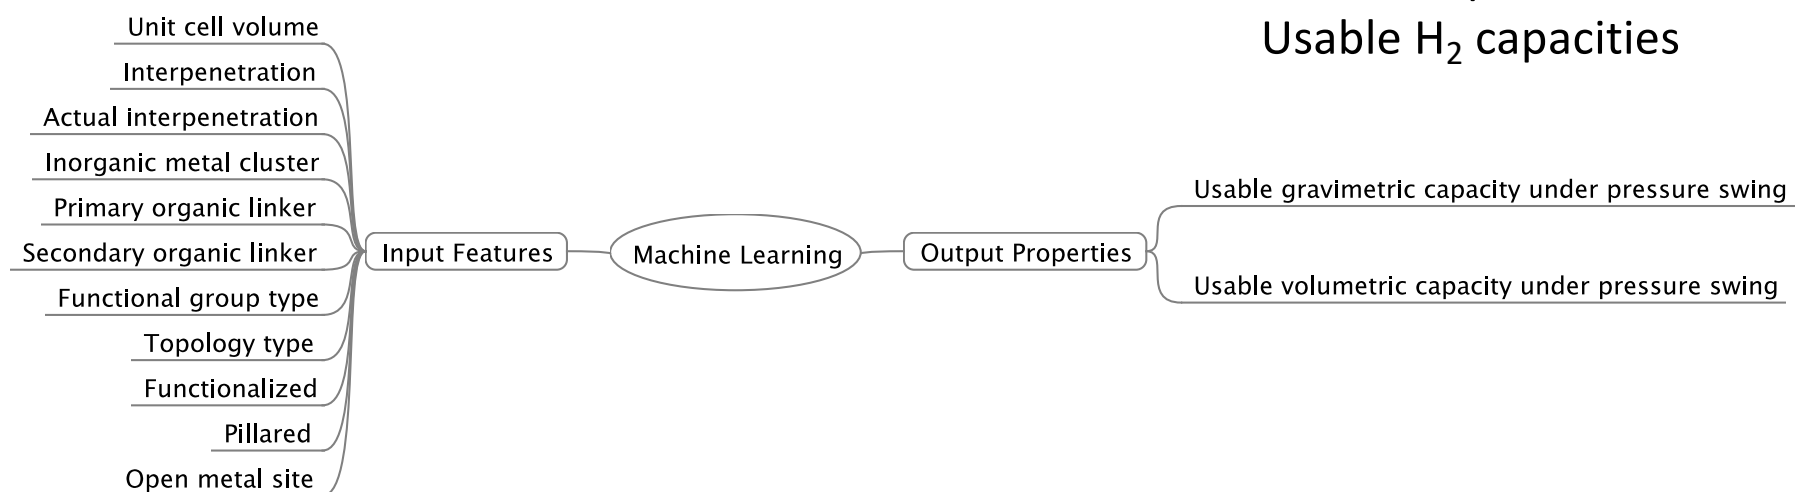 Usable H₂ capacities
Unit cell volume
Interpenetration
Actual interpenetration
Inorganic metal cluster
Primary organic linker
Secondary organic linker
Functional group type
Topology type
Functionalized
Pillared
Open metal site
Input Features
Machine Learning
Output Properties
Usable gravimetric capacity under pressure swing
Usable volumetric capacity under pressure swing